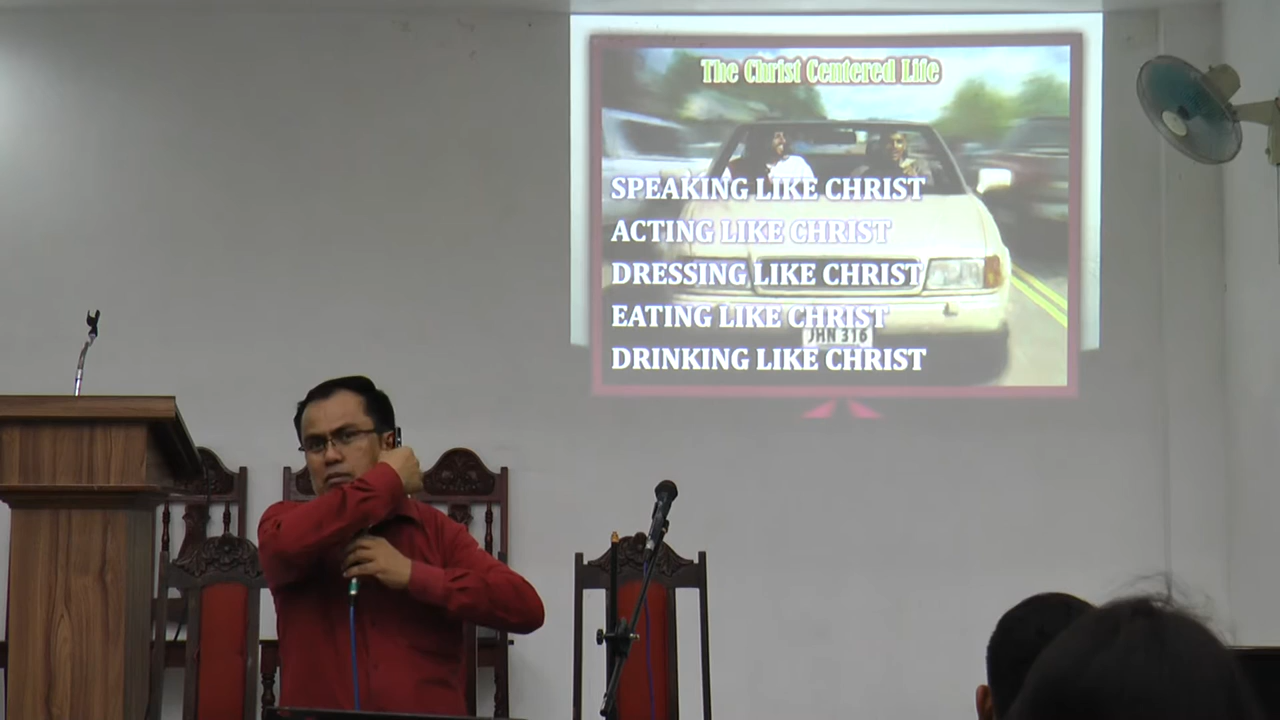 The Christ Centered Life
SPEAKING LIKE CHRIST
ACTING LIKE CHRIST
DRESSING LIKE CHRIST
EATING LIKE CHRIST
JHN 316
DRINKING LIKE CHRIST